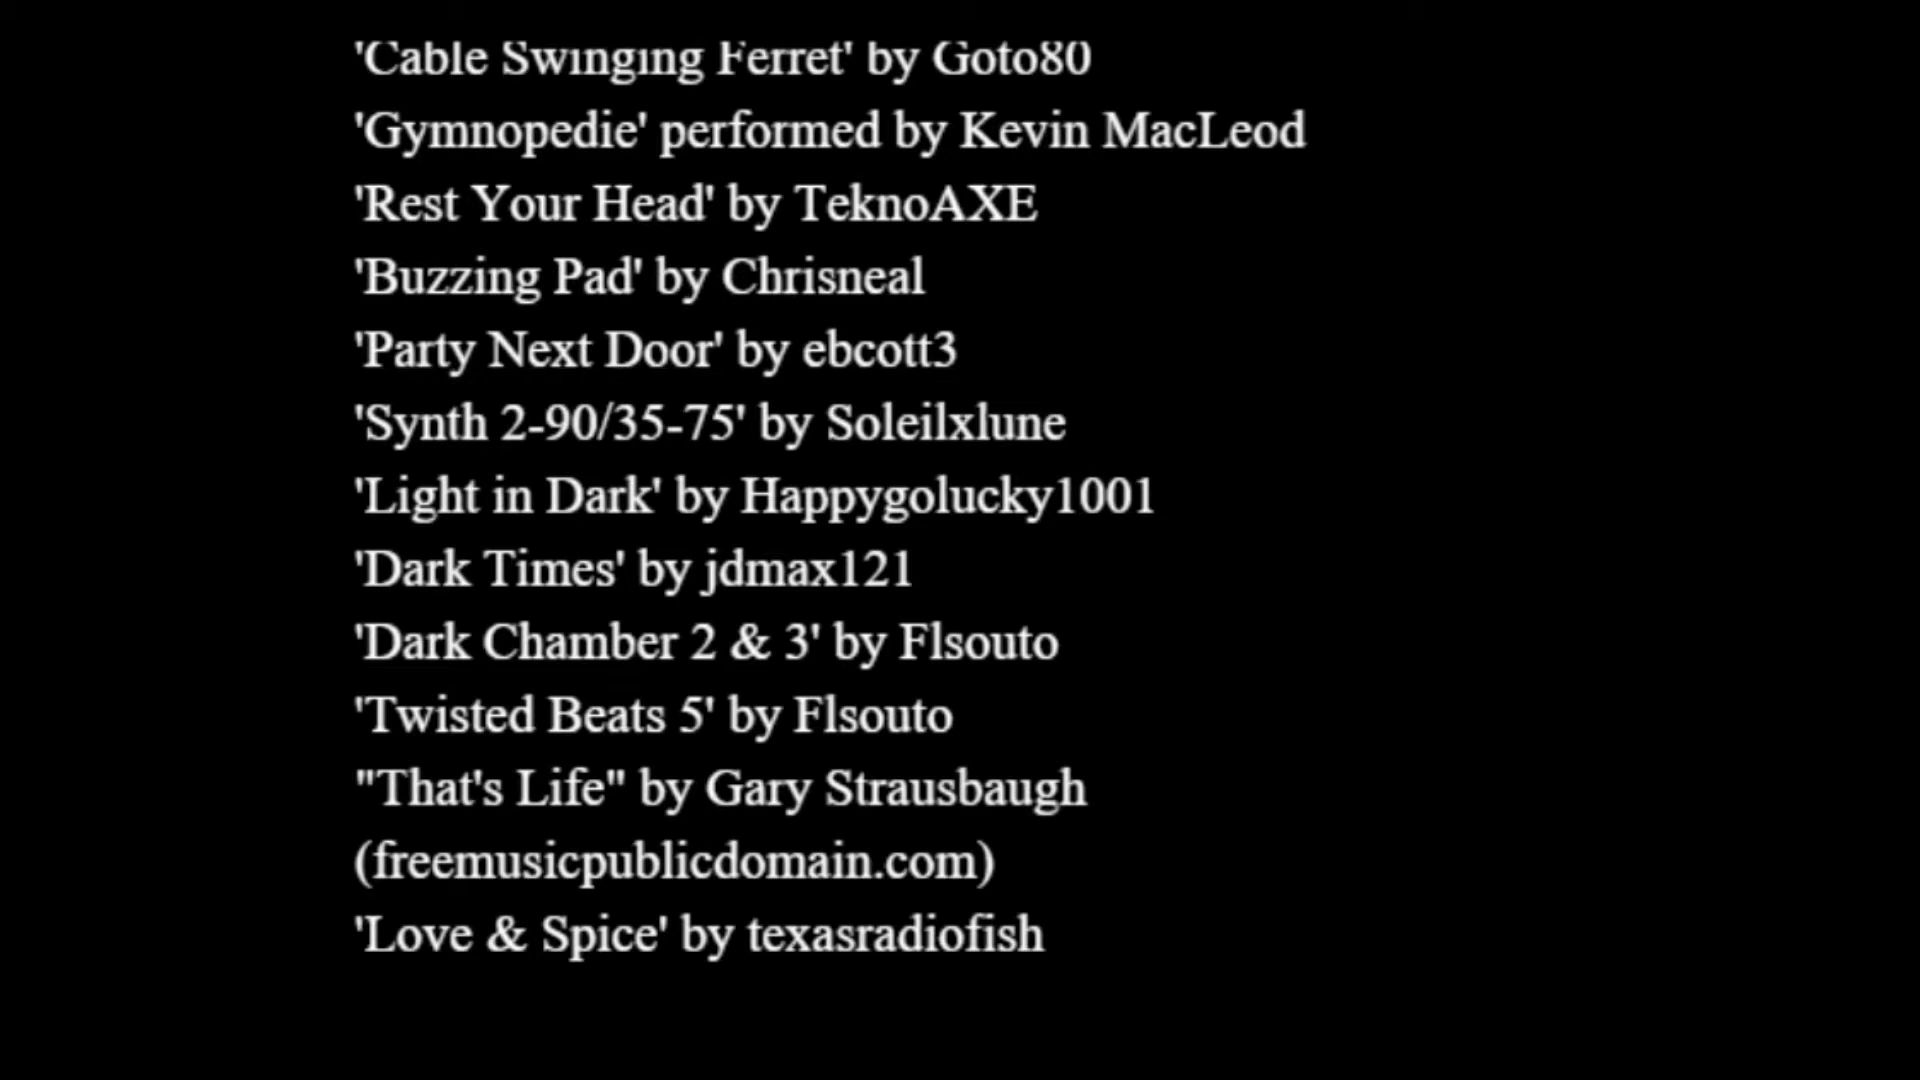 'Cable Swinging Ferret' by Goto80
'Gymnopedie' performed by Kevin MacLeod
'Rest Your Head' by TeknoAXE
'Buzzing Pad' by Chrisneal
'Party Next Door' by ebcott3
'Synth 2-90/35-75' by Soleilxlune
'Light in Dark' by Happygolucky1001
'Dark Times' by jdmax121
'Dark Chamber 2 & 3' by Flsouto
'Twisted Beats 5' by Flsouto
"That's Life" by Gary Strausbaugh
(freemusicpublicdomain.com)
'Love & Spice' by texasradiofish